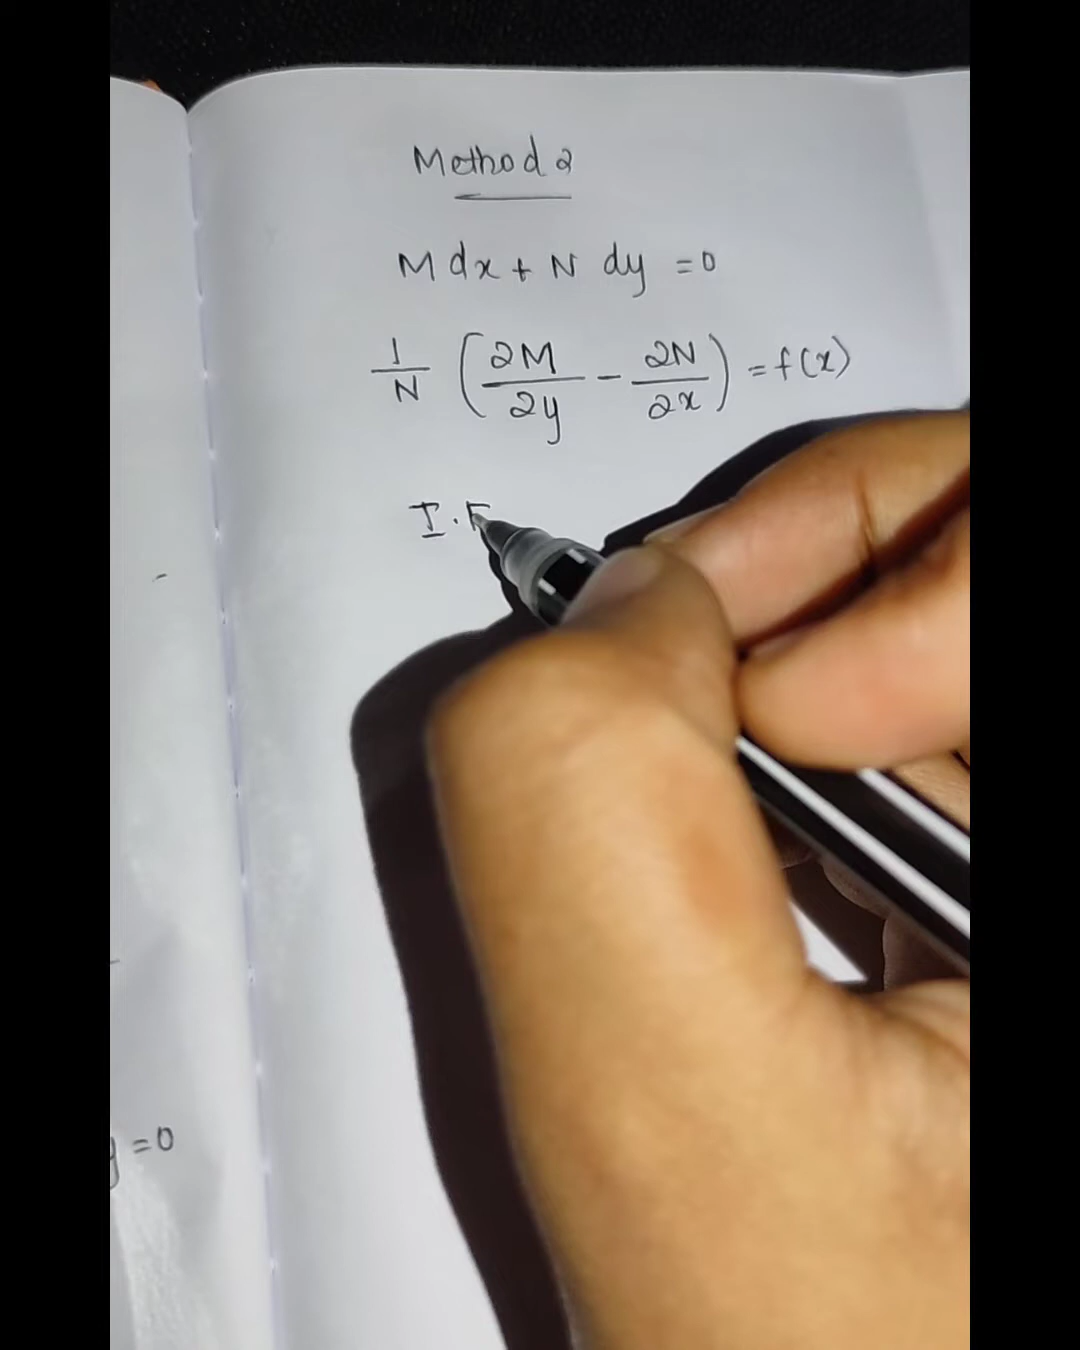 Method 2
M dx + N dy = 0
1/N (∂M/∂y - ∂N/∂x) = f(x)
I.F
y = 0